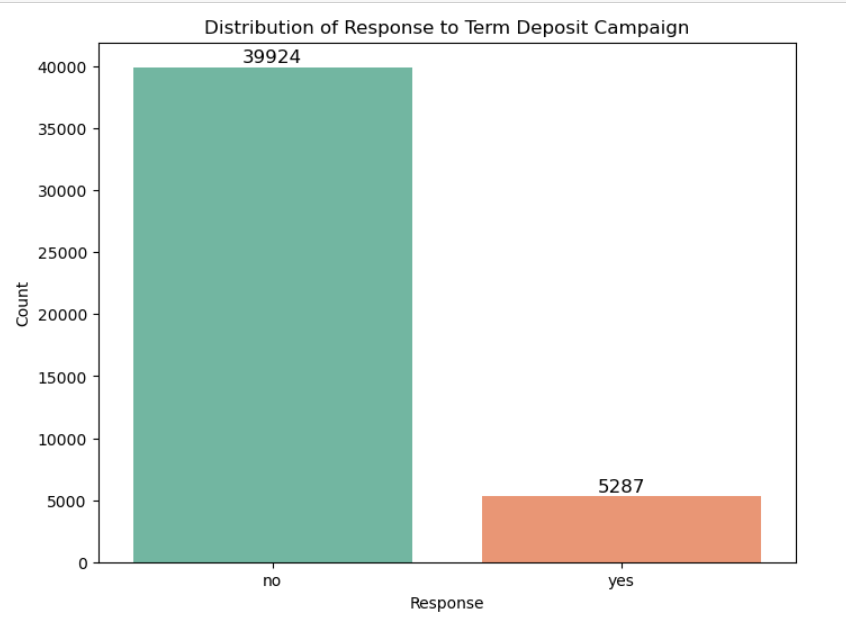 Distribution of Response to Term Deposit Campaign
39924
40000
35000
30000
25000
20000
15000
10000
5000
0
5287
Count
no
yes
Response